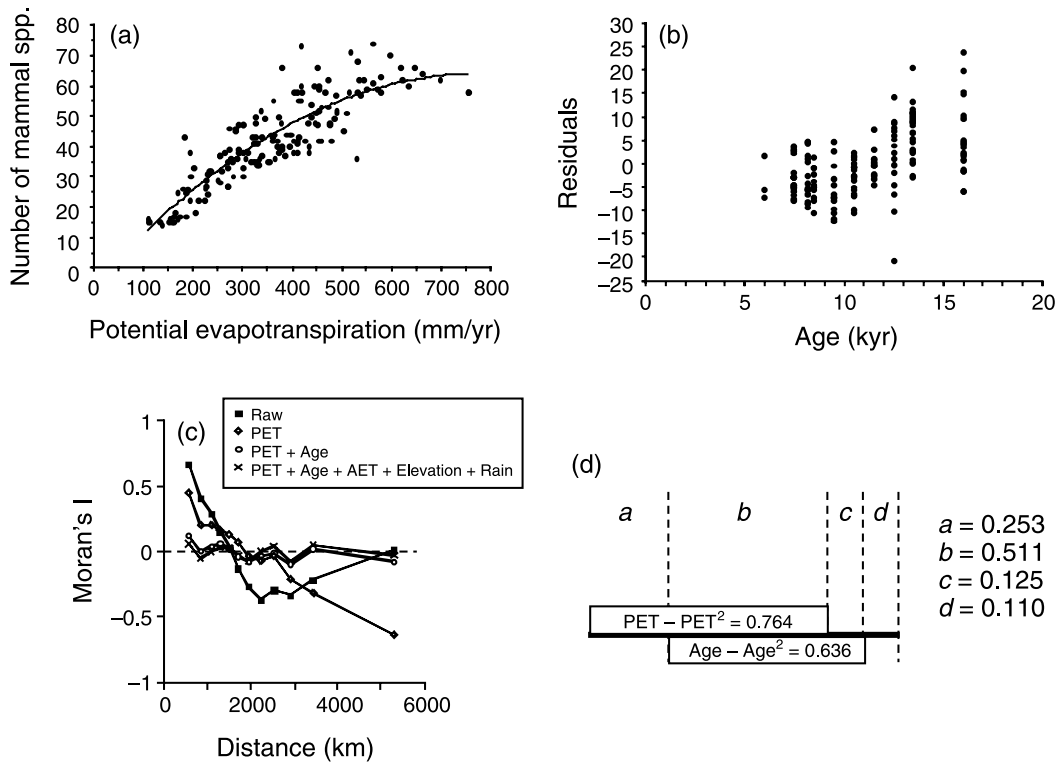 (a)
Number of mammal spp.
80
70
60
50
40
30
20
10
0
0 100 200 300 400 500 600 700 800
Potential evapotranspiration (mm/yr)
(b)
Residuals
30
25
20
15
10
5
0
−5
−10
−15
−20
−25
0 5 10 15 20
Age (kyr)
(c)
Raw
PET
PET + Age
PET + Age + AET + Elevation + Rain
Moran's I
1
0.5
0
−0.5
−1
0 2000 4000 6000
Distance (km)
(d)
a b c d
PET − PET² = 0.764
Age − Age² = 0.636
a = 0.253
b = 0.511
c = 0.125
d = 0.110